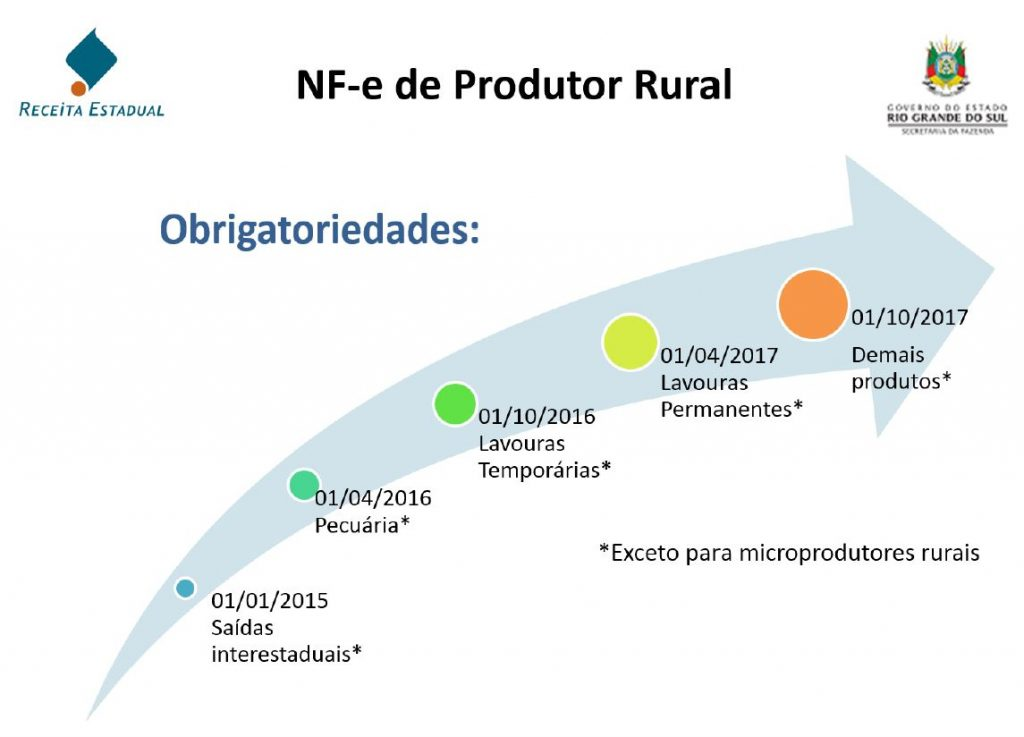 RECEITA ESTADUAL
NF-e de Produtor Rural
GOVERNO DO ESTADO
RIO GRANDE DO SUL
SECRETARIA DA FAZENDA
Obrigatoriedades:
01/10/2017
Demais
produtos*
01/04/2017
Lavouras
Permanentes*
01/10/2016
Lavouras
Temporárias*
01/04/2016
Pecuária*
*Exceto para microprodutores rurais
01/01/2015
Saídas
interestaduais*